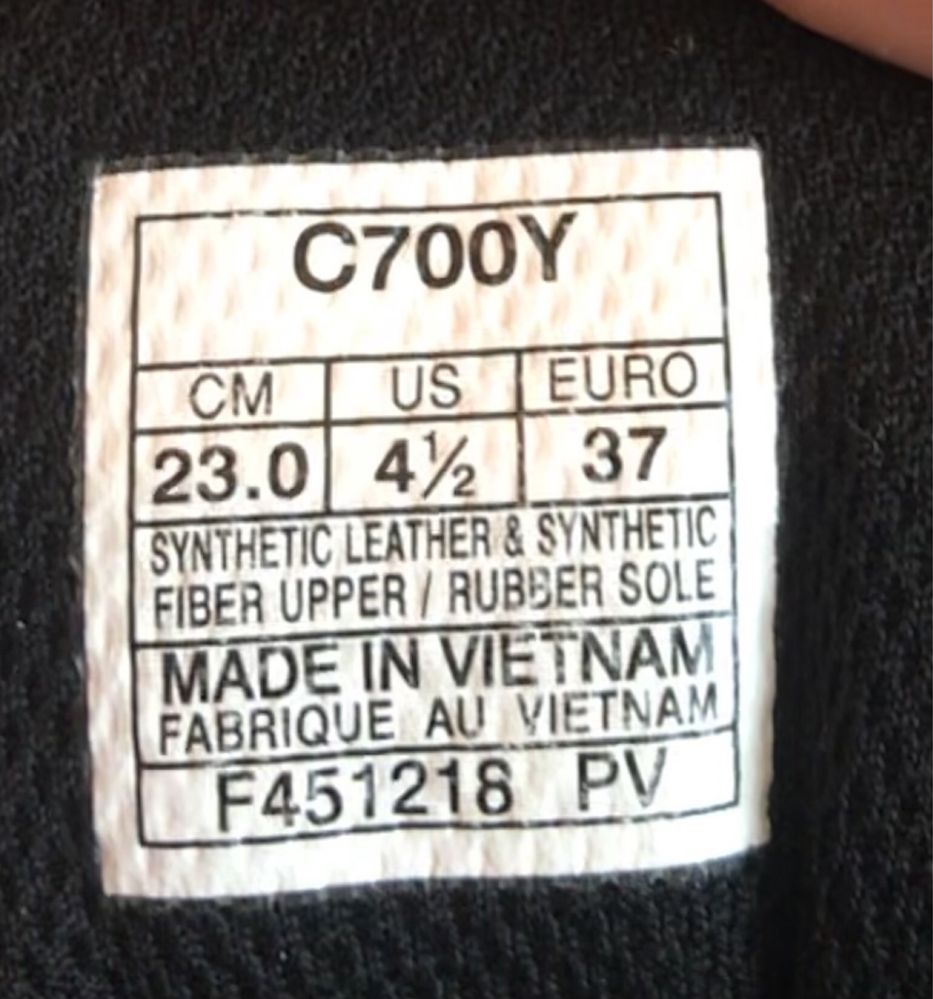 C700Y
CM US EURO
23.0 4½ 37
SYNTHETIC LEATHER & SYNTHETIC
FIBER UPPER / RUBBER SOLE
MADE IN VIETNAM
FABRIQUE AU VIETNAM
F451218 PV